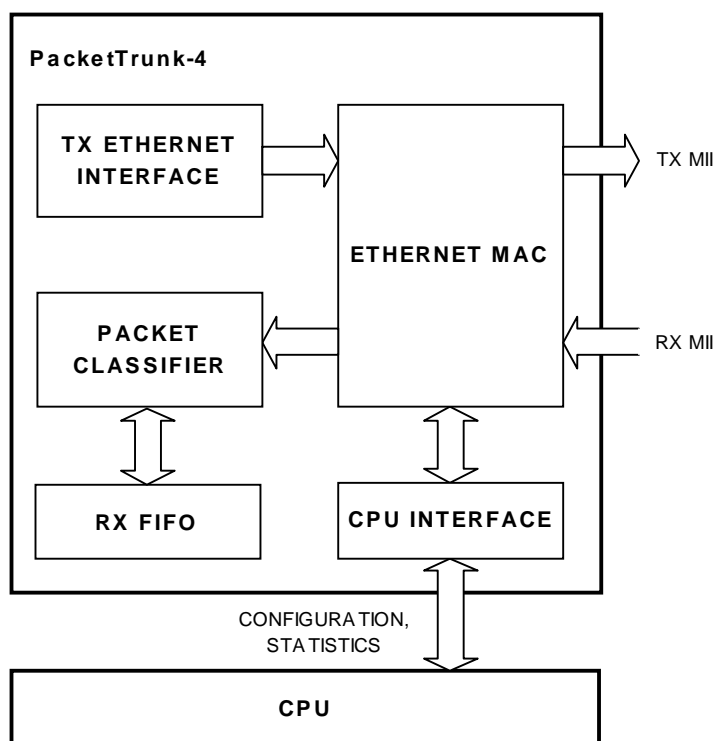 PacketTrunk-4
TX ETHERNET
INTERFACE
TX MII
ETHERNET MAC
PACKET
CLASSIFIER
RX MII
RX FIFO
CPU INTERFACE
CONFIGURATION,
STATISTICS
CPU